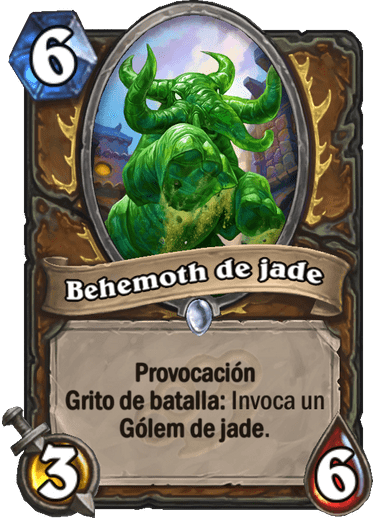 6
Behemoth de jade
Provocación
Grito de batalla: Invoca un
Gólem de jade.
3
6